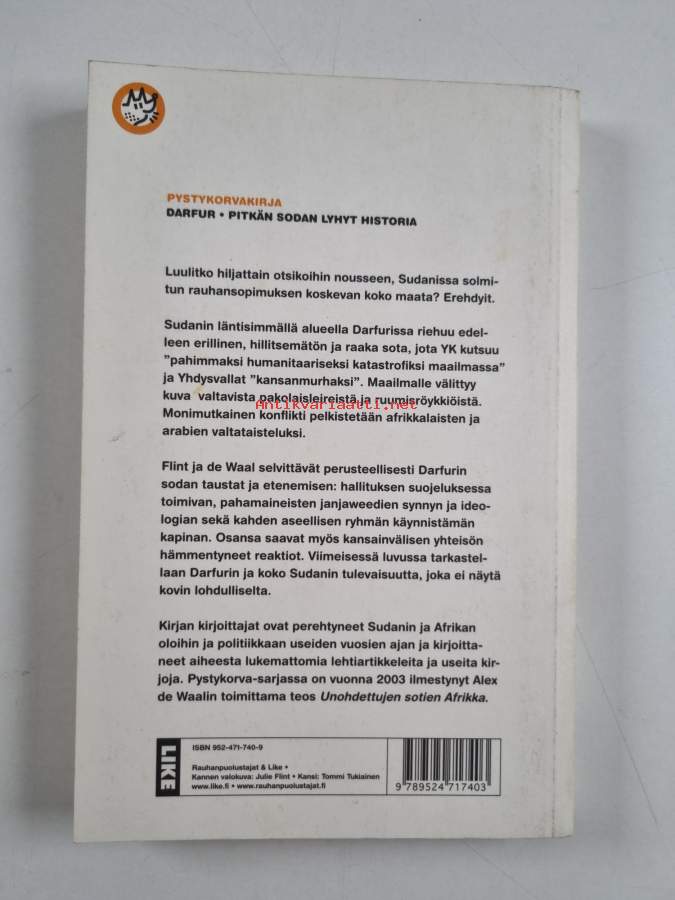 PYSTYKORVAKIRJA
DARFUR • PITKÄN SODAN LYHYT HISTORIA
Luulitko hiljattain otsikoihin nousseen, Sudanissa solmi-
tun rauhansopimuksen koskevan koko maata? Erehdyit.
Sudanin läntisimmällä alueella Darfurissa riehuu edel-
leen erillinen, hillitsemätön ja raaka sota, jota YK kutsuu
”pahimmaksi humanitaariseksi katastrofiksi maailmassa”
ja Yhdysvallat ”kansanmurhaksi”. Maailmalle välittyy
kuva valtavista pakolaisleireistä ja ruumisröykkiöistä.
Antikvariaatti.net
Monimutkainen konflikti pelkistetään afrikkalaisten ja
arabien valtataisteluksi.
Flint ja de Waal selvittävät perusteellisesti Darfurin
sodan taustat ja etenemisen: hallituksen suojeluksessa
toimivan, pahamaineisten janjaweedien synnyn ja ideo-
logian sekä kahden aseellisen ryhmän käynnistämän
kapinan. Osansa saavat myös kansainvälisen yhteisön
hämmentyneet reaktiot. Viimeisessä luvussa tarkastel-
laan Darfurin ja koko Sudanin tulevaisuutta, joka ei näytä
kovin lohdulliselta.
Kirjan kirjoittajat ovat perehtyneet Sudanin ja Afrikan
oloihin ja politiikkaan useiden vuosien ajan ja kirjoitta-
neet aiheesta lukemattomia lehtiartikkeleita ja useita kir-
joja. Pystykorva-sarjassa on vuonna 2003 ilmestynyt Alex
de Waalin toimittama teos Unohdettujen sotien Afrikka.
LIKE
ISBN 952-471-740-9
Rauhanpuolustajat & Like •
Kannen valokuva: Julie Flint • Kansi: Tommi Tukiainen
www.like.fi • www.rauhanpuolustajat.fi
9 789524 717403